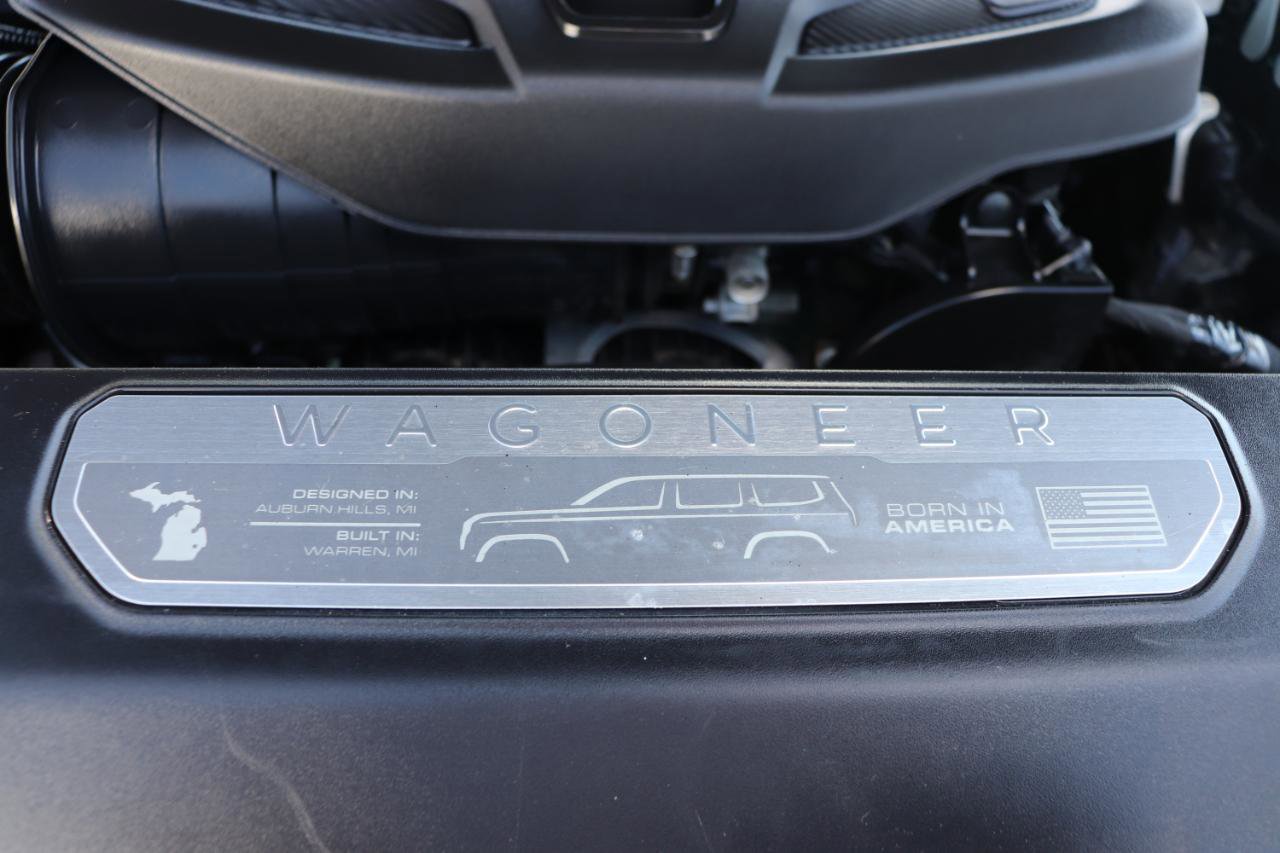 WAGONEER
DESIGNED IN:
AUBURN HILLS, MI
BUILT IN:
WARREN, MI
BORN IN
AMERICA